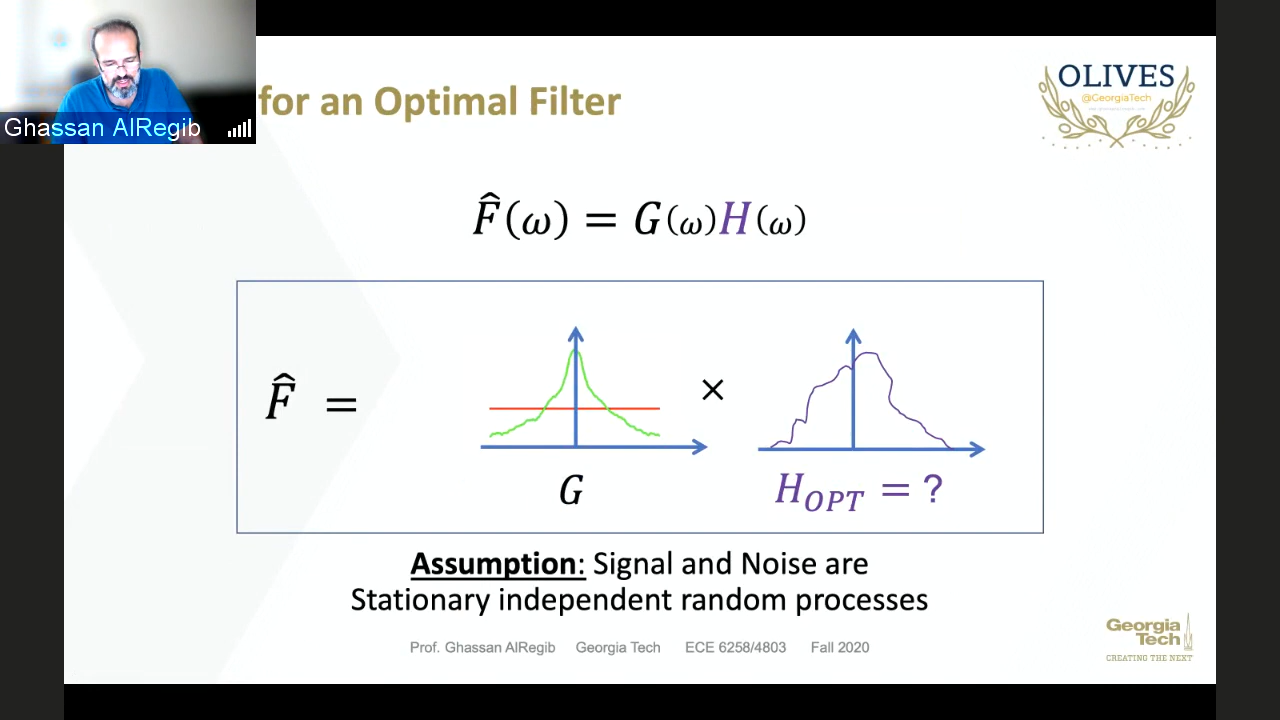 for an Optimal Filter
OLIVES
@GeorgiaTech
Ghassan AlRegib
F̂(ω) = G(ω)H(ω)
F̂ =
×
G
H_OPT = ?
Assumption: Signal and Noise are
Stationary independent random processes
Prof. Ghassan AlRegib Georgia Tech ECE 6258/4803 Fall 2020
Georgia
Tech
CREATING THE NEXT